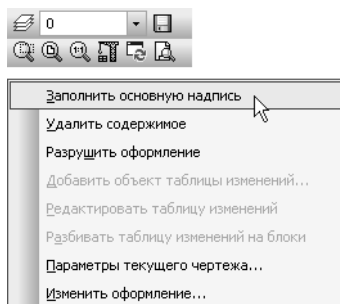 0
Заполнить основную надпись
Удалить содержимое
Разрушить оформление
Добавить объект таблицы изменений...
Редактировать таблицу изменений
Разбивать таблицу изменений на блоки
Параметры текущего чертежа...
Изменить оформление...